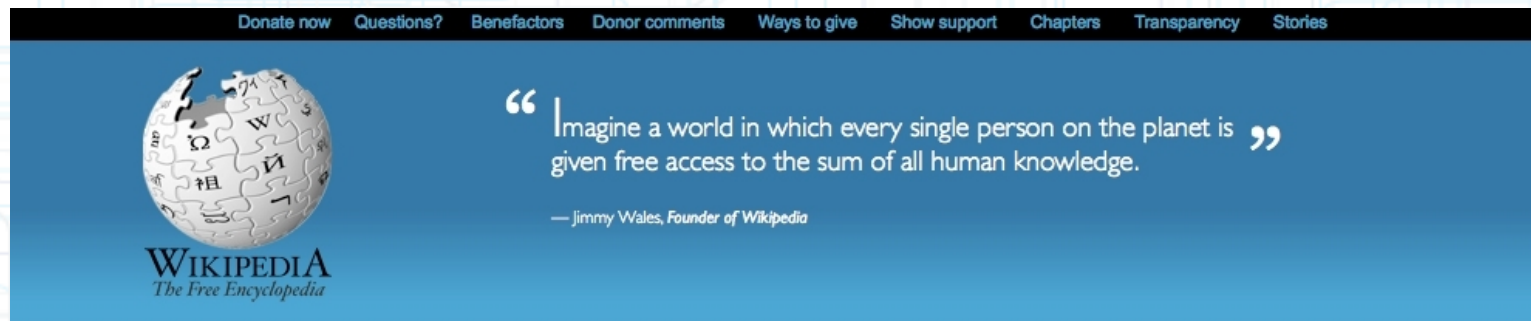 Donate now Questions? Benefactors Donor comments Ways to give Show support Chapters Transparency Stories
“ Imagine a world in which every single person on the planet is ”
given free access to the sum of all human knowledge.
— Jimmy Wales, Founder of Wikipedia
Ω W И 祖
WIKIPEDIA
The Free Encyclopedia